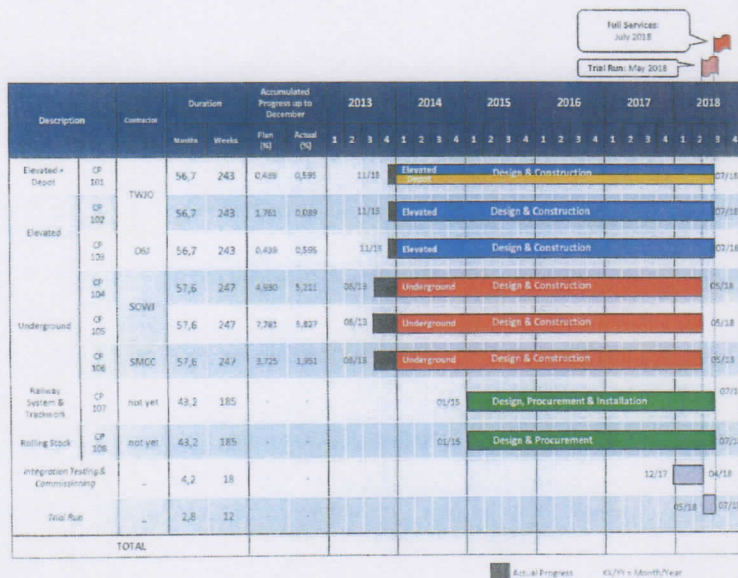 Full Services:
July 2018
Trial Run: May 2018
Description Contractor Duration Accumulated Progress up to December 2013 2014 2015 2016 2017 2018
Months Weeks Plan (%) Actual (%) 1 2 3 4 1 2 3 4 1 2 3 4 1 2 3 4 1 2 3 4 1 2 3 4
Elevated + Depot CP 101 TWJO 56,7 243 0,439 0,595 11/13 Elevated Design & Construction 07/18
Depot
Elevated CP 102 56,7 243 1,761 0,089 11/13 Elevated Design & Construction 07/18
CP 103 OSJ 56,7 243 0,439 0,595 11/13 Elevated Design & Construction 07/18
Underground CP 104 SOWJ 57,6 247 4,930 5,211 08/13 Underground Design & Construction 05/18
CP 105 57,6 247 08/13 Underground Design & Construction 05/18
CP 106 SMCC 57,6 247 3,725 1,951 08/13 Underground Design & Construction 05/18
Railway System & Trackwork CP 107 not yet 43,2 185 - - 01/15 Design, Procurement & Installation
Rolling Stock CP 108 not yet 43,2 185 - - 01/15 Design & Procurement
Integration Testing & Commissioning - 4,2 18 - 12/17 04/18
Trial Run - 2,8 12 - 05/18
TOTAL
Actual Progress XX/YY = Month/Year